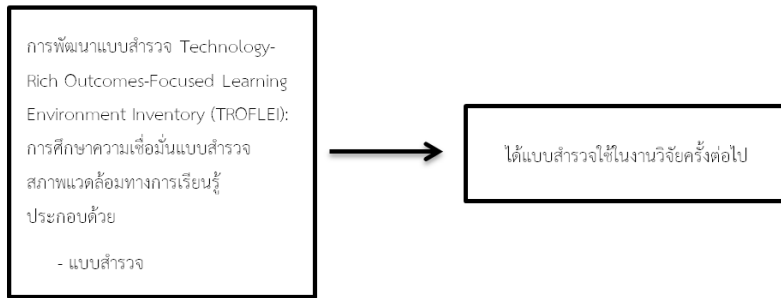 การพัฒนาแบบสำรวจ Technology-
Rich Outcomes-Focused Learning
Environment Inventory (TROFLEI):
การศึกษาความเชื่อมั่นแบบสำรวจ
สภาพแวดล้อมทางการเรียนรู้
ประกอบด้วย
- แบบสำรวจ
ได้แบบสำรวจใช้ในงานวิจัยครั้งต่อไป